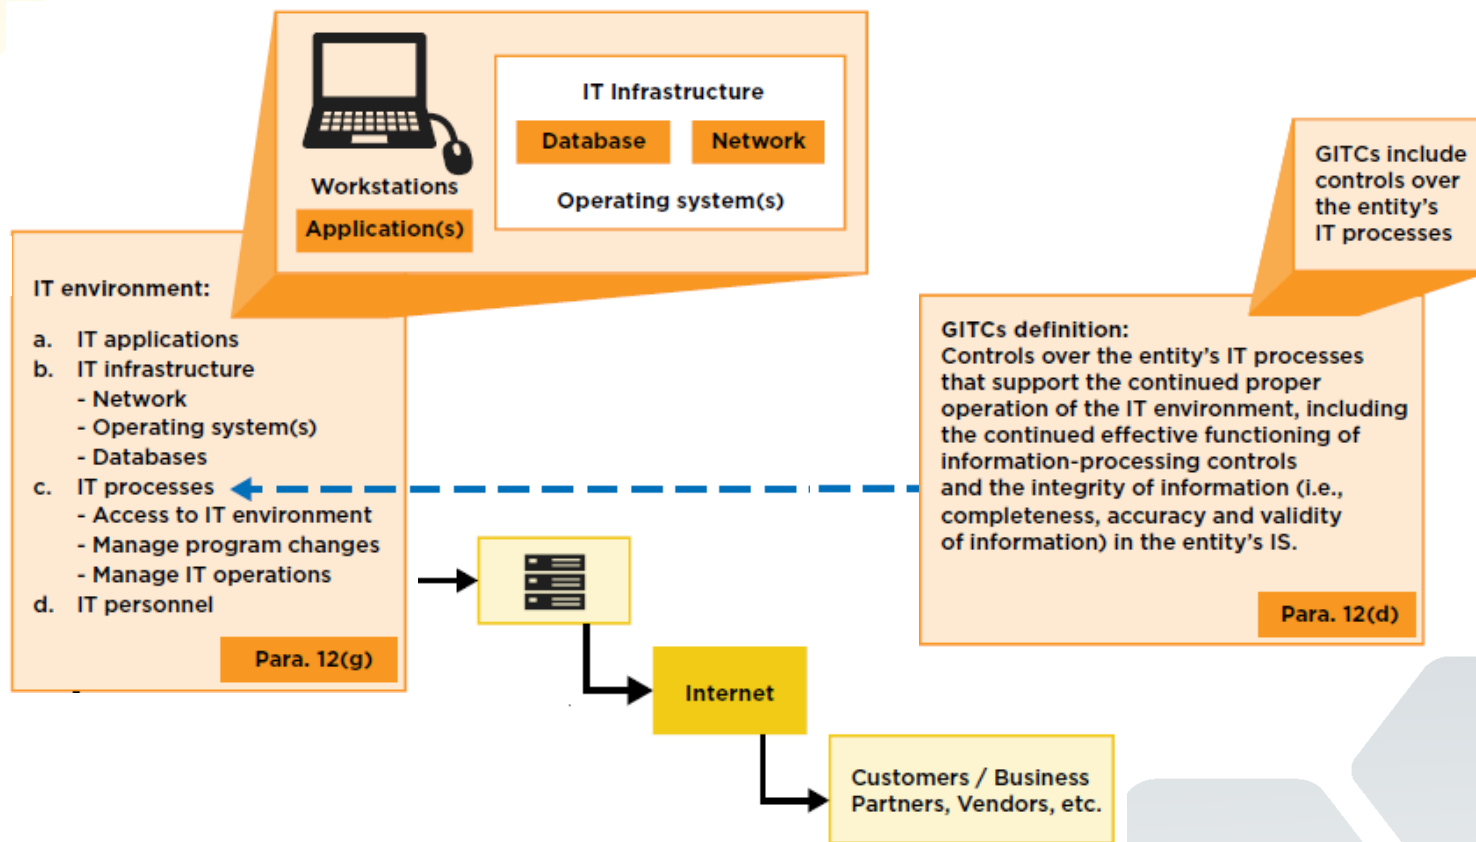 IT Infrastructure
Database
Network
Operating system(s)
Workstations
Application(s)
GITCs include
controls over
the entity's
IT processes
IT environment:
a. IT applications
b. IT infrastructure
- Network
- Operating system(s)
- Databases
c. IT processes
- Access to IT environment
- Manage program changes
- Manage IT operations
d. IT personnel
Para. 12(g)
GITCs definition:
Controls over the entity's IT processes
that support the continued proper
operation of the IT environment, including
the continued effective functioning of
information-processing controls
and the integrity of information (i.e.,
completeness, accuracy and validity
of information) in the entity's IS.
Para. 12(d)
Internet
Customers / Business
Partners, Vendors, etc.